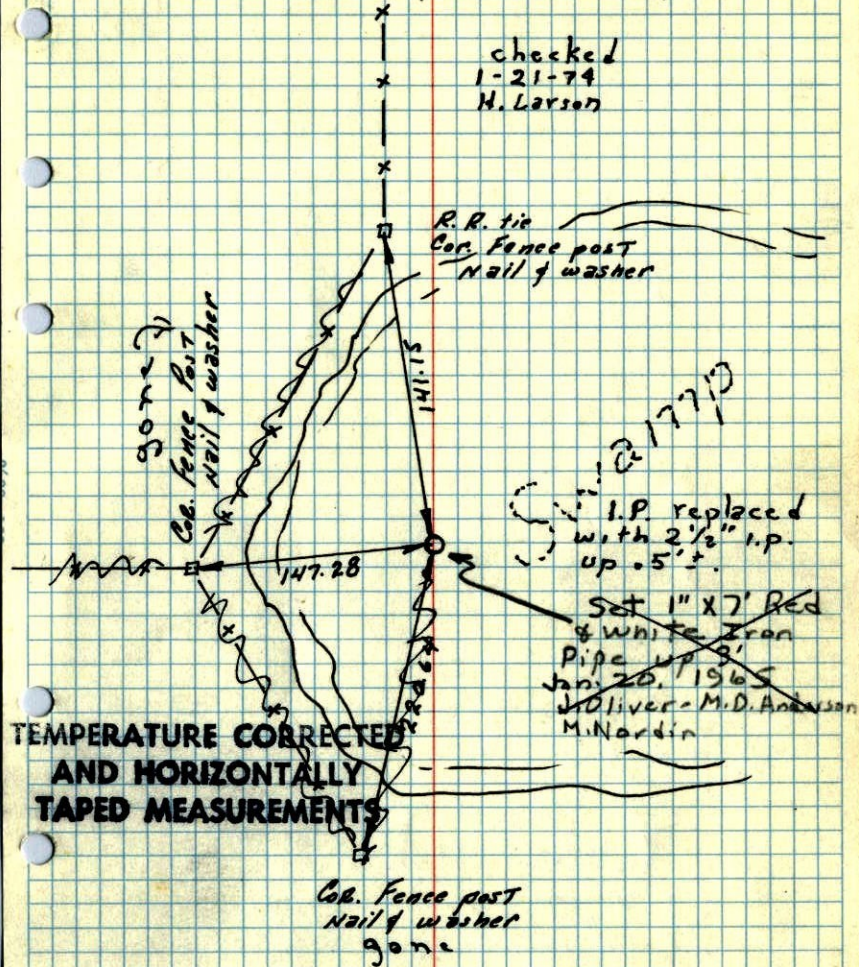 checked
1-21-74
H. Larson
R.R. tie
Cor. Fence post
Nail & washer
gone
Cor. Fence Post
Nail & washer
141.15
Swamp
I.P. replaced
with 2½" i.p.
up .5'±.
147.28
Set 1" X 7' Red
& white Iron
Pipe up 3'
Jan. 20, 1965
J. Oliver - M.D. Anderson
M. Nordin
TEMPERATURE CORRECTED
AND HORIZONTALLY
TAPED MEASUREMENTS
Cor. Fence post
Nail & washer
gone